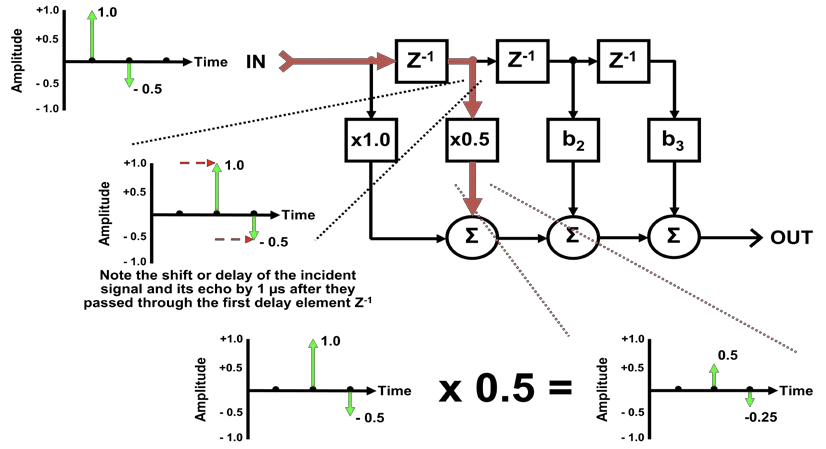 +1.0
+0.5
- 0.5
- 1.0
Amplitude
1.0
- 0.5
Time
IN
Z-1
Z-1
Z-1
x1.0
x0.5
b2
b3
Σ
Σ
Σ
OUT
+1.0
+0.5
- 0.5
- 1.0
Amplitude
1.0
- 0.5
Time
Note the shift or delay of the incident
signal and its echo by 1 µs after they
passed through the first delay element Z-1
+1.0
+0.5
- 0.5
- 1.0
Amplitude
1.0
- 0.5
Time
x 0.5 =
+1.0
+0.5
- 0.5
- 1.0
Amplitude
0.5
-0.25
Time